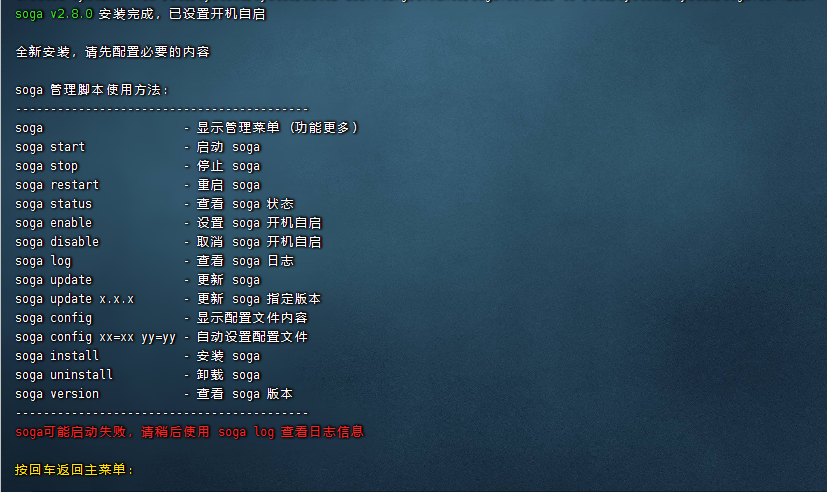 soga v2.8.0 安装完成，已设置开机自启
全新安装，请先配置必要的内容
soga 管理脚本使用方法:
------------------------------------------
soga                    - 显示管理菜单 (功能更多)
soga start              - 启动 soga
soga stop               - 停止 soga
soga restart            - 重启 soga
soga status             - 查看 soga 状态
soga enable             - 设置 soga 开机自启
soga disable            - 取消 soga 开机自启
soga log                - 查看 soga 日志
soga update             - 更新 soga
soga update x.x.x       - 更新 soga 指定版本
soga config             - 显示配置文件内容
soga config xx=xx yy=yy - 自动设置配置文件
soga install            - 安装 soga
soga uninstall          - 卸载 soga
soga version            - 查看 soga 版本
------------------------------------------
soga可能启动失败，请稍后使用 soga log 查看日志信息
按回车返回主菜单: